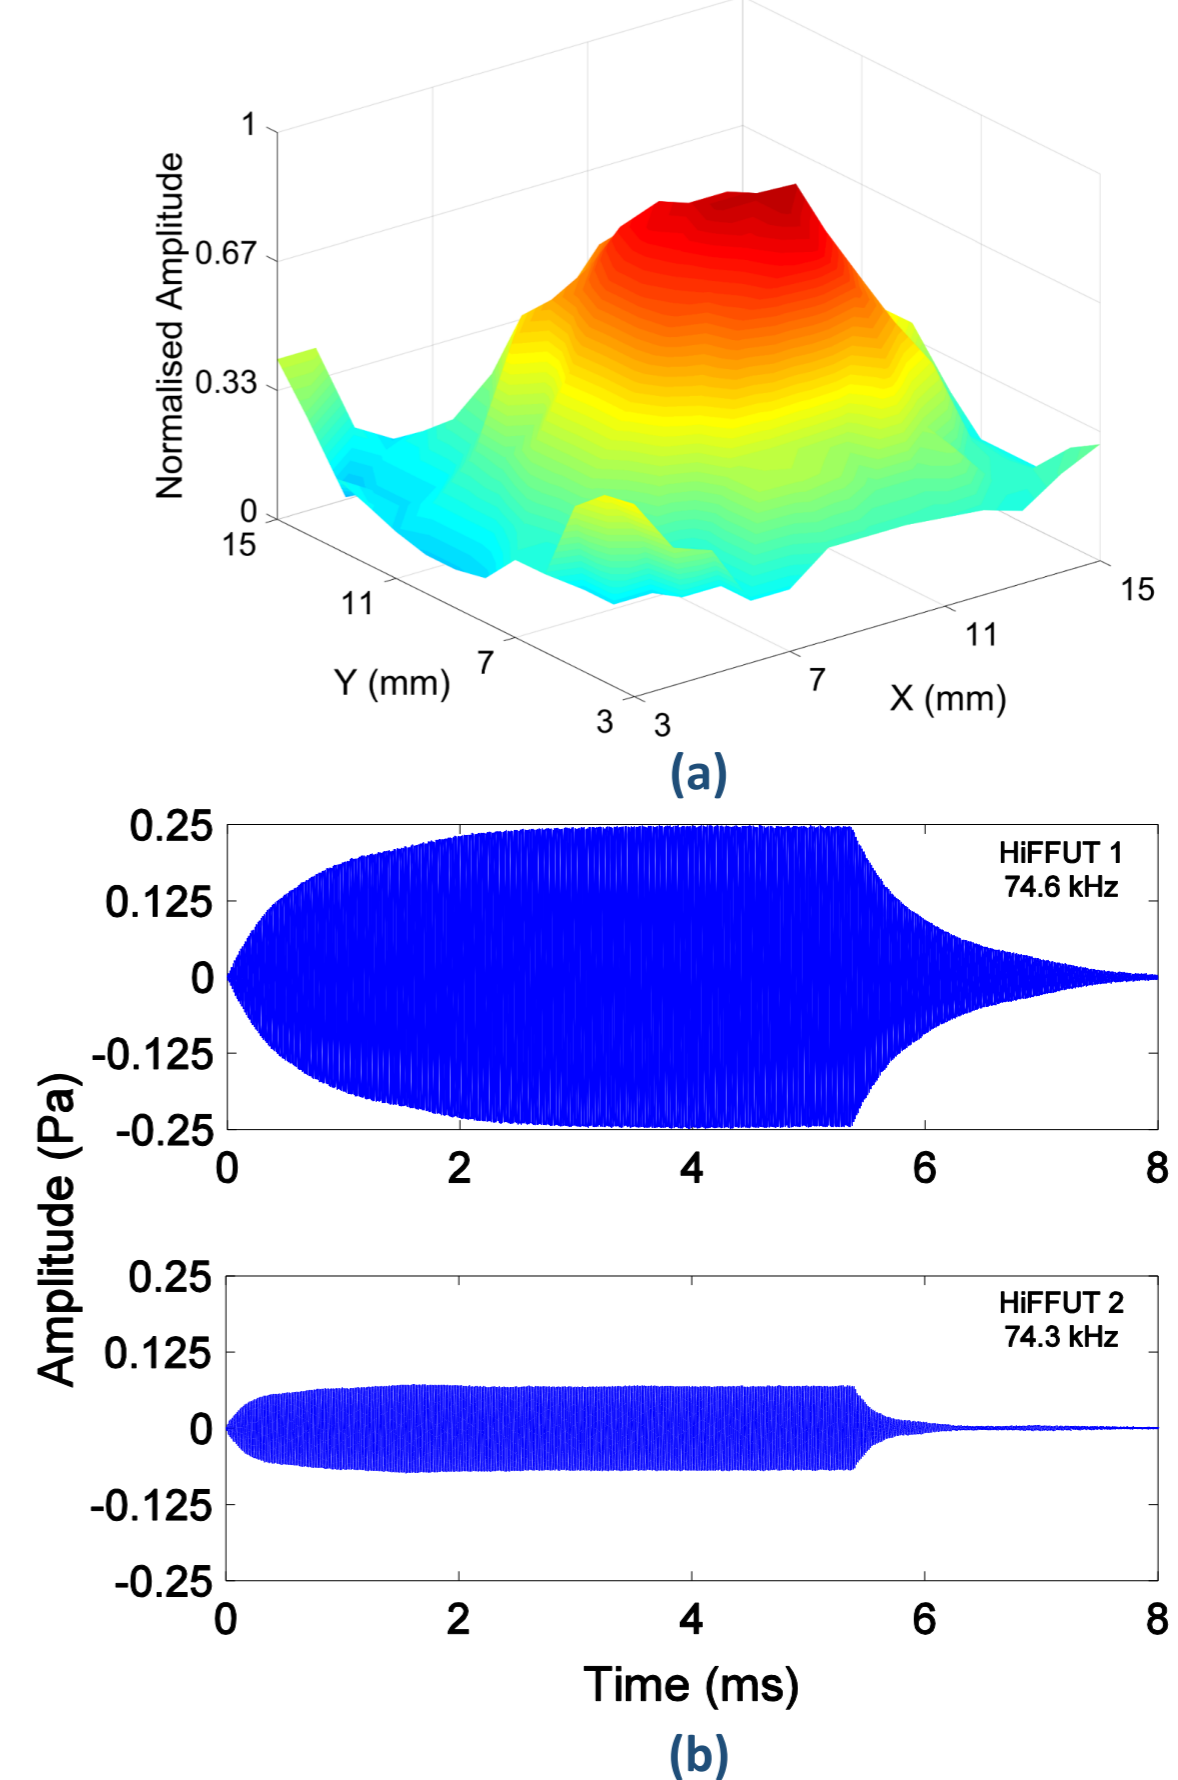 Normalised Amplitude
1
0.67
0.33
0
15
11
7
3
Y (mm)
3
7
11
15
X (mm)
(a)
Amplitude (Pa)
0.25
0.125
0
-0.125
-0.25
HiFFUT 1
74.6 kHz
0 2 4 6 8
0.25
0.125
0
-0.125
-0.25
HiFFUT 2
74.3 kHz
0 2 4 6 8
Time (ms)
(b)